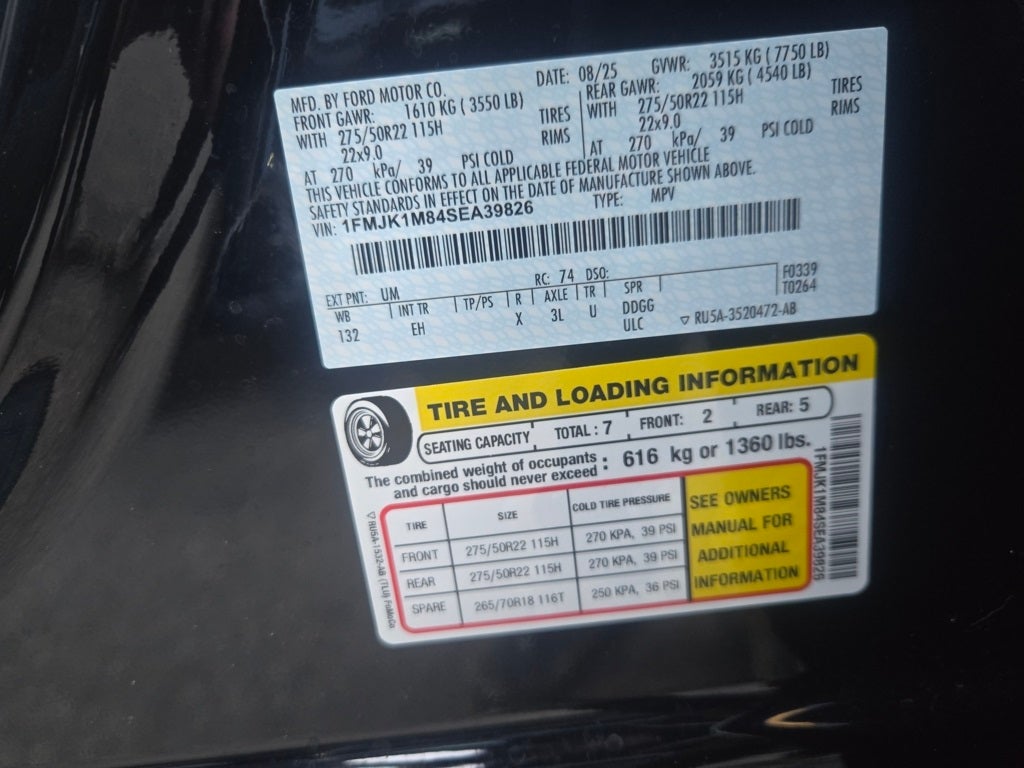 MFD. BY FORD MOTOR CO.
DATE: 08/25 GVWR: 3515 KG ( 7750 LB)
FRONT GAWR: 1610 KG ( 3550 LB)
REAR GAWR: 2059 KG ( 4540 LB)
WITH 275/50R22 115H TIRES
WITH 275/50R22 115H TIRES
22x9.0 RIMS
22x9.0 RIMS
AT 270 kPa/ 39 PSI COLD
AT 270 kPa/ 39 PSI COLD
THIS VEHICLE CONFORMS TO ALL APPLICABLE FEDERAL MOTOR VEHICLE
SAFETY STANDARDS IN EFFECT ON THE DATE OF MANUFACTURE SHOWN ABOVE.
VIN: 1FMJK1M84SEA39826 TYPE: MPV
EXT PNT: UM RC: 74 DSO:
WB INT TR TP/PS R AXLE TR SPR F0339
132 EH X 3L U DDGG T0264
ULC ▽ RU5A-3520472-AB
TIRE AND LOADING INFORMATION
SEATING CAPACITY TOTAL : 7 FRONT: 2 REAR: 5
The combined weight of occupants
and cargo should never exceed : 616 kg or 1360 lbs.
TIRE SIZE COLD TIRE PRESSURE
FRONT 275/50R22 115H 270 KPA, 39 PSI
REAR 275/50R22 115H 270 KPA, 39 PSI
SPARE 265/70R18 116T 250 KPA, 36 PSI
SEE OWNERS
MANUAL FOR
ADDITIONAL
INFORMATION
1FMJK1M84SEA39826
▽ RU5A-1532-AB (TLU) FoMoCo